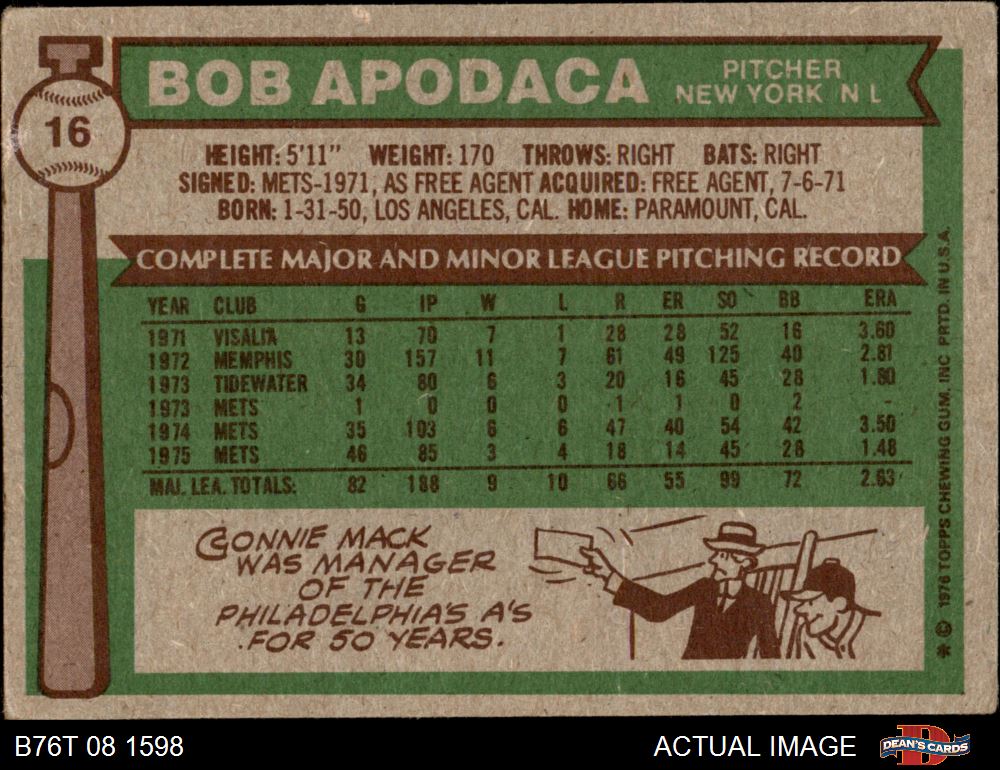 BOB APODACA
PITCHER
NEW YORK N L
16
HEIGHT: 5'11" WEIGHT: 170 THROWS: RIGHT BATS: RIGHT
SIGNED: METS-1971, AS FREE AGENT ACQUIRED: FREE AGENT, 7-6-71
BORN: 1-31-50, LOS ANGELES, CAL. HOME: PARAMOUNT, CAL.
COMPLETE MAJOR AND MINOR LEAGUE PITCHING RECORD
YEAR CLUB G IP W L R ER SO BB ERA
1971 VISALIA 13 70 7 1 28 28 52 16 3.60
1972 MEMPHIS 30 157 11 7 61 49 125 40 2.81
1973 TIDEWATER 34 80 6 3 20 16 45 28 1.80
1973 METS 1 0 0 0 1 1 0 2 -
1974 METS 35 103 6 6 47 40 54 42 3.50
1975 METS 46 85 3 4 18 14 45 28 1.48
MAJ. LEA. TOTALS: 82 188 9 10 66 55 99 72 2.63
CONNIE MACK
WAS MANAGER
OF THE
PHILADELPHIA'S A'S
FOR 50 YEARS.
* © 1976 TOPPS CHEWING GUM, INC PRTD. IN U.S.A.
B76T 08 1598
ACTUAL IMAGE
D
DEAN'S CARDS